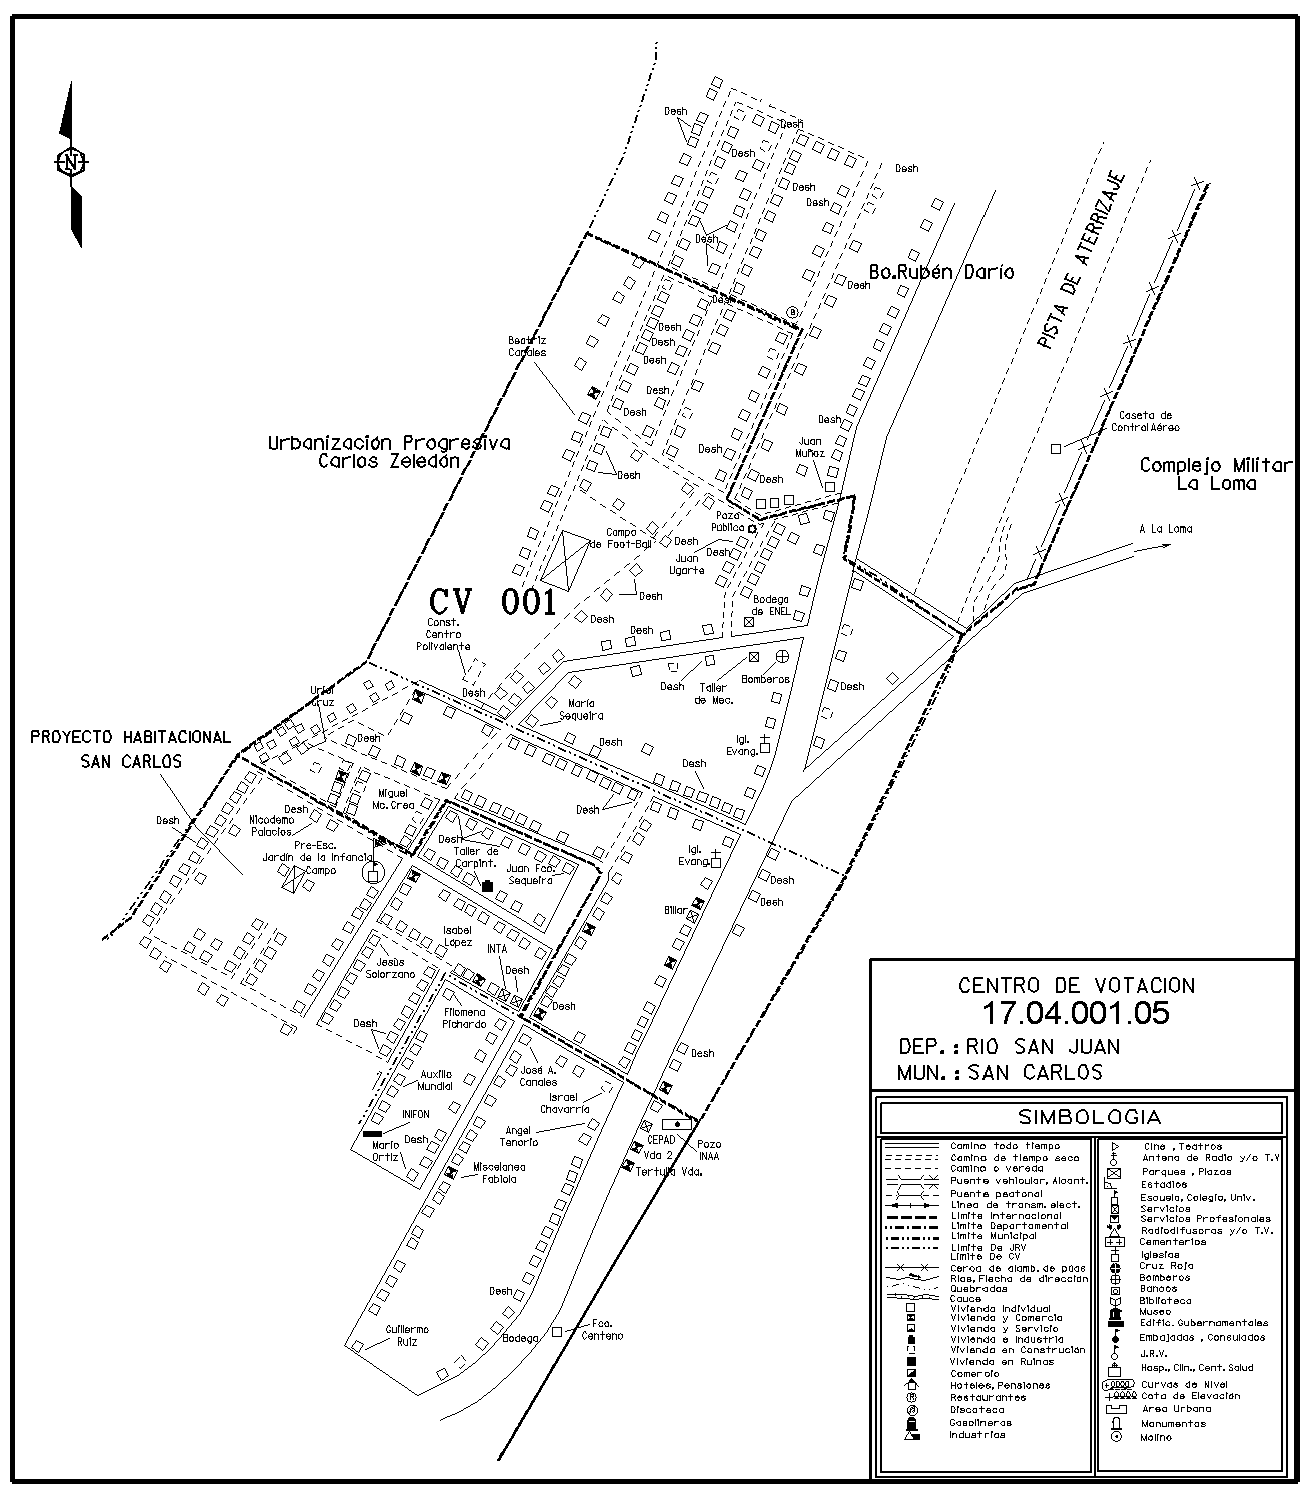 Desh
Desh
Desh
Desh
Desh
Desh
Desh
Bo.Rubén Darío
Desh
PISTA DE ATERRIZAJE
N
Desh
B
Desh
Beatriz
Canales
Desh
Desh
Desh
Desh
Caseta de
Control Aéreo
Desh
Urbanización Progresiva
Carlos Zeledón
Juan
Muñoz
Desh
Complejo Militar
La Loma
Desh
Desh
Pozo
Público
A La Loma
Campo
de Foot-Ball
Desh
Desh
Juan
Ugarte
CV 001
Desh
Bodega
de ENEL
Const.
Centro
Polivalente
Desh
Desh
Bomberos
Desh
Taller
de Mec.
Desh
Desh
Uriel
Cruz
María
Sequeira
PROYECTO HABITACIONAL
SAN CARLOS
Desh
Desh
Igl.
Evang.
Desh
Miguel
Mc.Crea
Desh
Desh
Nicodemo
Palacios
Desh
Desh
Pre-Esc.
Jardín de la Infancia
Campo
Taller de
Carpint.
Juan Fco.
Sequeira
Igl.
Evang.
Desh
Desh
Billar
Isabel
López
INTA
Desh
Jesús
Solorzano
Desh
Filomena
Pichardo
Desh
Desh
José A.
Canales
Auxilio
Mundial
Israel
Chavarría
INIFON
Angel
Tenorio
Desh
Mario
Ortiz
CEPAD
Vda 2
Pozo
INAA
Tertulia Vda.
Miscelanea
Fabiola
Desh
Guillermo
Ruiz
Bodega
Fco.
Centeno
CENTRO DE VOTACION
17.04.001.05
DEP.: RIO SAN JUAN
MUN.: SAN CARLOS
SIMBOLOGIA
Camino todo tiempo
Camino de tiempo seco
Camino o vereda
Puente vehicular, Alcant.
Puente peatonal
Linea de transm. elect.
Limite Internacional
Limite Departamental
Limite Municipal
Limite De JRV
Limite De CV
Cerca de alamb. de púas
Rios, Flecha de dirección
Quebradas
Cauce
Vivienda Individual
Vivienda y Comercio
Vivienda y Servicio
Vivienda e Industria
Vivienda en Construción
Vivienda en Ruinas
Comercio
Hoteles, Pensiones
Restaurantes
Discoteca
Gasolineras
Industrias
Cine , Teatros
Antena de Radio y/o T.V
Parques , Plazas
Estadios
Escuela, Colegio, Univ.
Servicios
Servicios Profesionales
Radiodifusoras y/o T.V.
Cementerios
Iglesias
Cruz Roja
Bomberos
Bancos
Biblioteca
Museo
Edific. Gubernamentales
Embajadas , Consulados
J.R.V.
Hosp., Clin., Cent. Salud
Curvas de Nivel
Cota de Elevación
Area Urbana
Monumentos
Molino